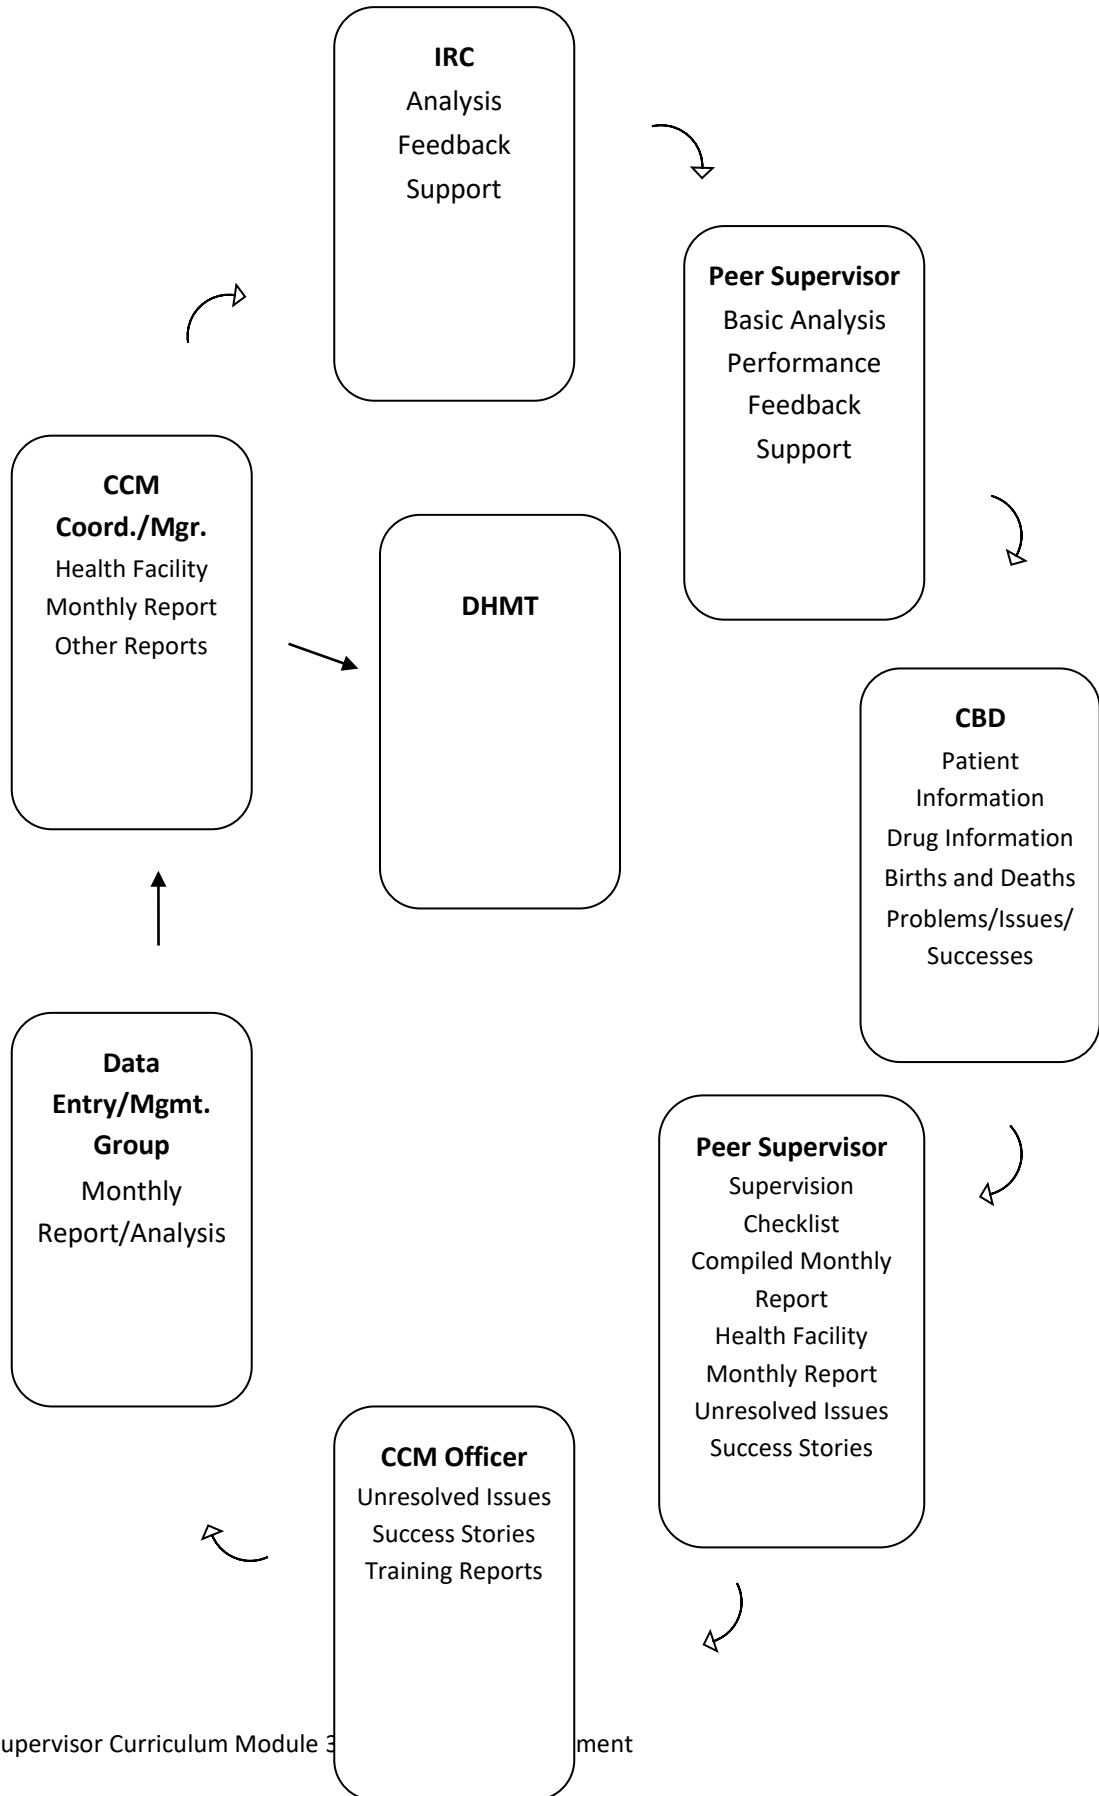 IRC
Analysis
Feedback
Support
Peer Supervisor
Basic Analysis
Performance
Feedback
Support
CCM
Coord./Mgr.
Health Facility
Monthly Report
Other Reports
DHMT
CBD
Patient
Information
Drug Information
Births and Deaths
Problems/Issues/
Successes
Data
Entry/Mgmt.
Group
Monthly
Report/Analysis
Peer Supervisor
Supervision
Checklist
Compiled Monthly
Report
Health Facility
Monthly Report
Unresolved Issues
Success Stories
CCM Officer
Unresolved Issues
Success Stories
Training Reports
upervisor Curriculum Module 3 ment